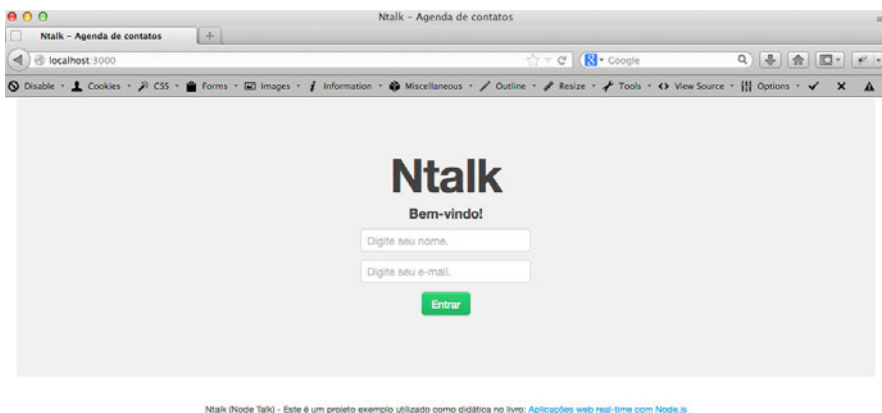 Ntalk – Agenda de contatos
Ntalk – Agenda de contatos
localhost:3000
Google
Disable Cookies CSS Forms Images Information Miscellaneous Outline Resize Tools View Source Options
Ntalk
Bem-vindo!
Digite seu nome.
Digite seu e-mail.
Entrar
Ntalk (Node Talk) - Este é um projeto exemplo utilizado como didática no livro: Aplicações web real-time com Node.js